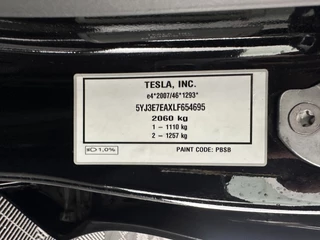 TESLA, INC.
e4*2007/46*1293*
5YJ3E7EAXLF654695
2060 kg
1 – 1110 kg
2 – 1257 kg
1,0% PAINT CODE: PBSB